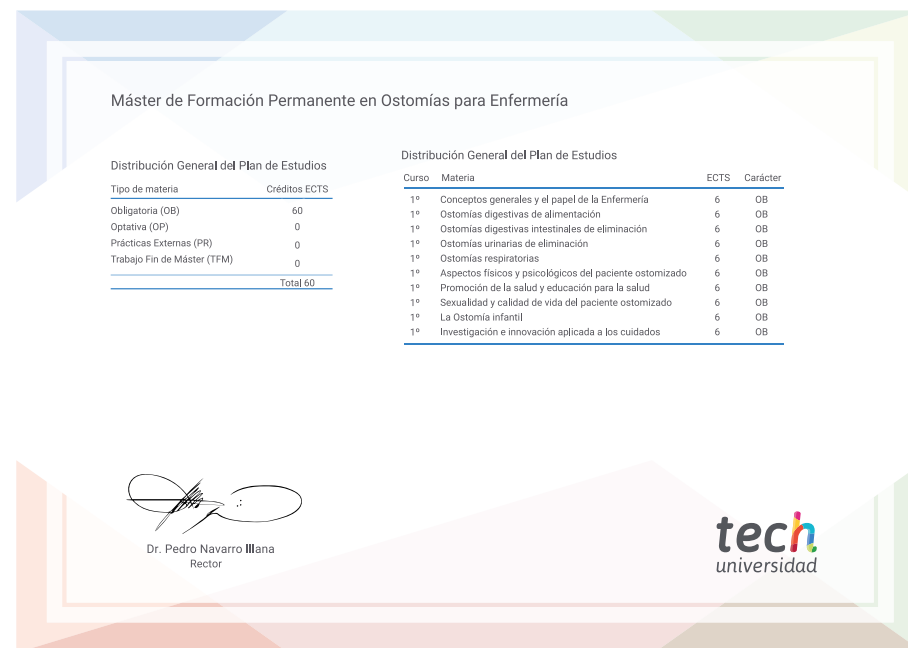 Máster de Formación Permanente en Ostomías para Enfermería
Distribución General del Plan de Estudios
Tipo de materia Créditos ECTS
Obligatoria (OB) 60
Optativa (OP) 0
Prácticas Externas (PR) 0
Trabajo Fin de Máster (TFM) 0
Total 60
Distribución General del Plan de Estudios
Curso Materia ECTS Carácter
1º Conceptos generales y el papel de la Enfermería 6 OB
1º Ostomías digestivas de alimentación 6 OB
1º Ostomías digestivas intestinales de eliminación 6 OB
1º Ostomías urinarias de eliminación 6 OB
1º Ostomías respiratorias 6 OB
1º Aspectos físicos y psicológicos del paciente ostomizado 6 OB
1º Promoción de la salud y educación para la salud 6 OB
1º Sexualidad y calidad de vida del paciente ostomizado 6 OB
1º La Ostomía infantil 6 OB
1º Investigación e innovación aplicada a los cuidados 6 OB
Dr. Pedro Navarro Illana
Rector
tech
universidad